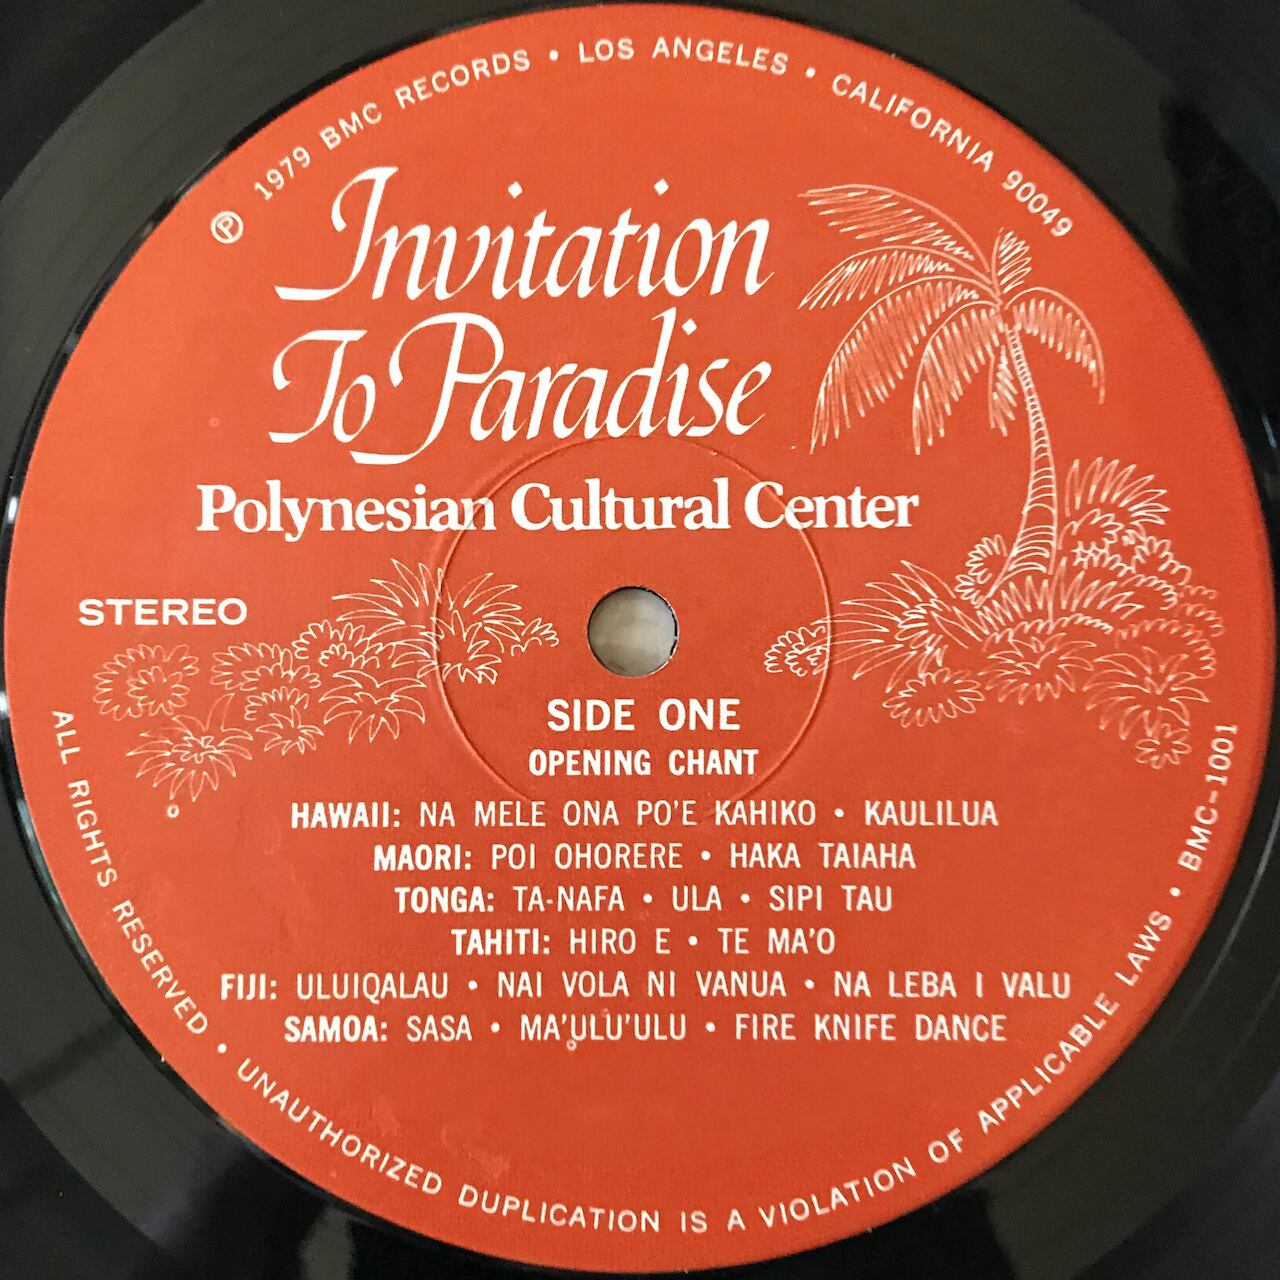 ℗ 1979 BMC RECORDS • LOS ANGELES • CALIFORNIA 90049
Invitation
To Paradise
Polynesian Cultural Center
STEREO
SIDE ONE
OPENING CHANT
HAWAII: NA MELE ONA PO'E KAHIKO • KAULILUA
MAORI: POI OHORERE • HAKA TAIAHA
TONGA: TA-NAFA • ULA • SIPI TAU
TAHITI: HIRO E • TE MA'O
FIJI: ULUIQALAU • NAI VOLA NI VANUA • NA LEBA I VALU
SAMOA: SASA • MA'ULU'ULU • FIRE KNIFE DANCE
ALL RIGHTS RESERVED • UNAUTHORIZED DUPLICATION IS A VIOLATION OF APPLICABLE LAWS • BMC-1001